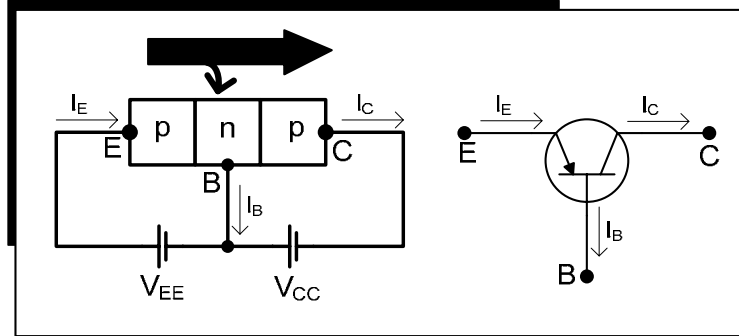 I_E I_C I_E I_C
p n p
E C E C
B
I_B I_B
V_EE V_CC B